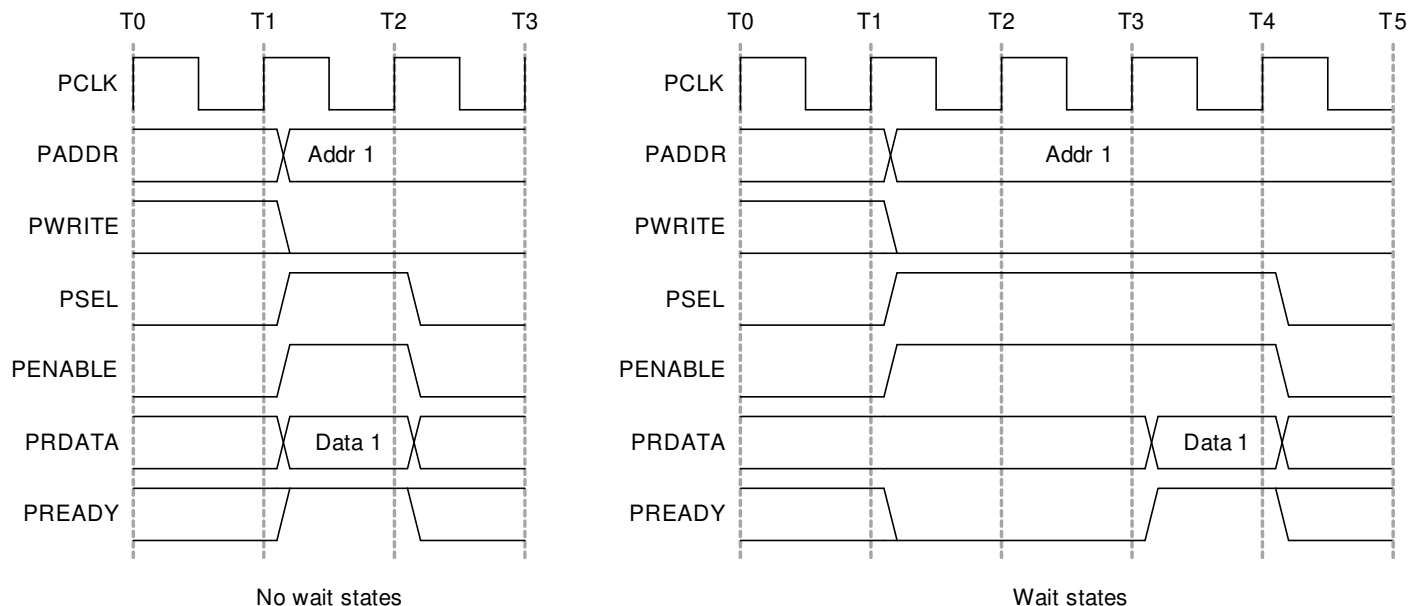 T0 T1 T2 T3
PCLK
PADDR Addr 1
PWRITE
PSEL
PENABLE
PRDATA Data 1
PREADY
No wait states
T0 T1 T2 T3 T4 T5
PCLK
PADDR Addr 1
PWRITE
PSEL
PENABLE
PRDATA Data 1
PREADY
Wait states